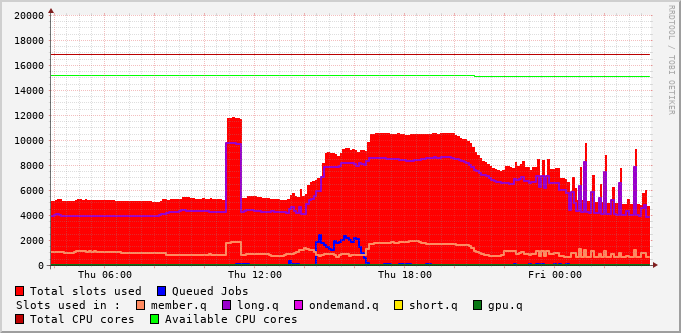 20000
18000
16000
14000
12000
10000
8000
6000
4000
2000
0
Thu 06:00 Thu 12:00 Thu 18:00 Fri 00:00
RRDTOOL / TOBI OETIKER
Total slots used Queued Jobs
Slots used in : member.q long.q ondemand.q short.q gpu.q
Total CPU cores Available CPU cores